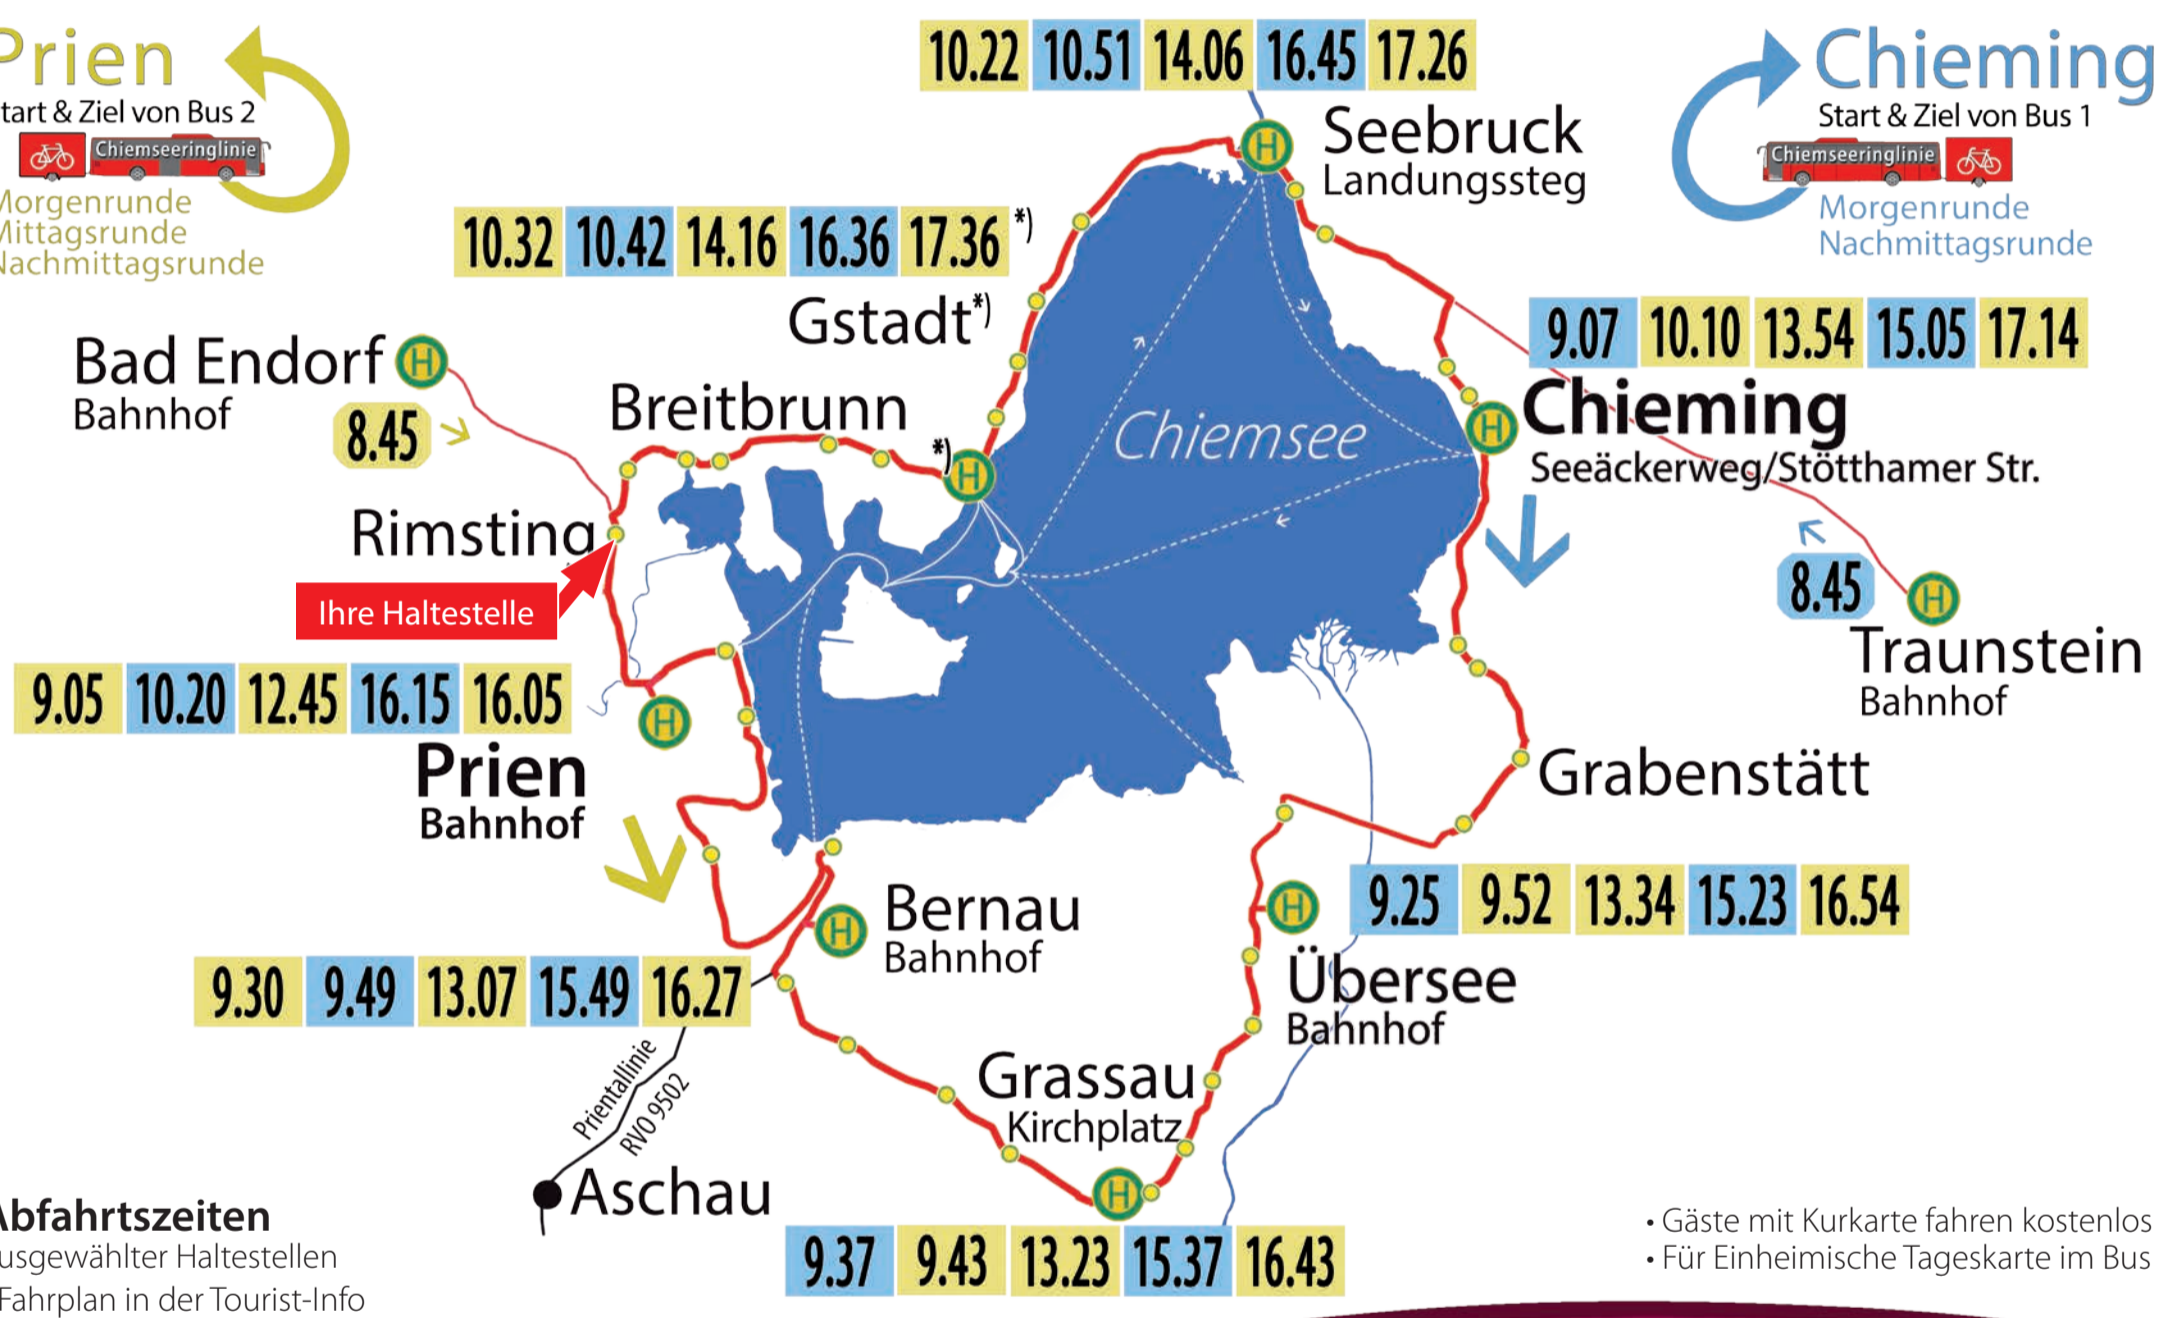 10.22 10.51 14.06 16.45 17.26
Prien
tart & Ziel von Bus 2
Chiemseeringlinie
Morgenrunde
Mittagsrunde
Nachmittagsrunde
Chieming
Start & Ziel von Bus 1
Chiemseeringlinie
Morgenrunde
Nachmittagsrunde
H
Seebruck
Landungssteg
10.32 10.42 14.16 16.36 17.36 *)
Gstadt*)
Bad Endorf H
Bahnhof
8.45
Breitbrunn
*)
H
Chiemsee
9.07 10.10 13.54 15.05 17.14
H Chieming
Seeäckerweg/Stötthamer Str.
Rimsting
Ihre Haltestelle
8.45
H
Traunstein
Bahnhof
9.05 10.20 12.45 16.15 16.05
H
Prien
Bahnhof
Grabenstätt
9.25 9.52 13.34 15.23 16.54
H
Übersee
Bahnhof
H
Bernau
Bahnhof
9.30 9.49 13.07 15.49 16.27
Prientallinie
RVO 9502
Aschau
Grassau
Kirchplatz
H
9.37 9.43 13.23 15.37 16.43
Abfahrtszeiten
usgewählter Haltestellen
Fahrplan in der Tourist-Info
• Gäste mit Kurkarte fahren kostenlos
• Für Einheimische Tageskarte im Bus